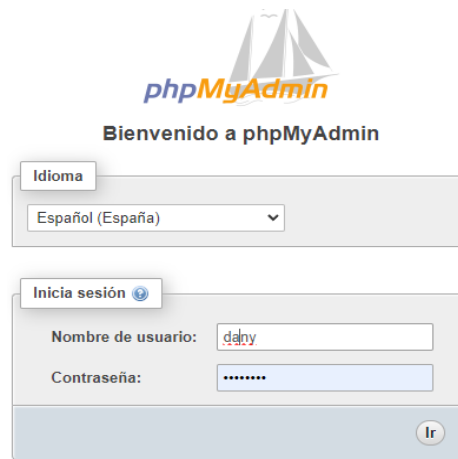 phpMyAdmin
Bienvenido a phpMyAdmin
Idioma
Español (España)
Inicia sesión
Nombre de usuario: dany
Contraseña: ••••••••
Ir